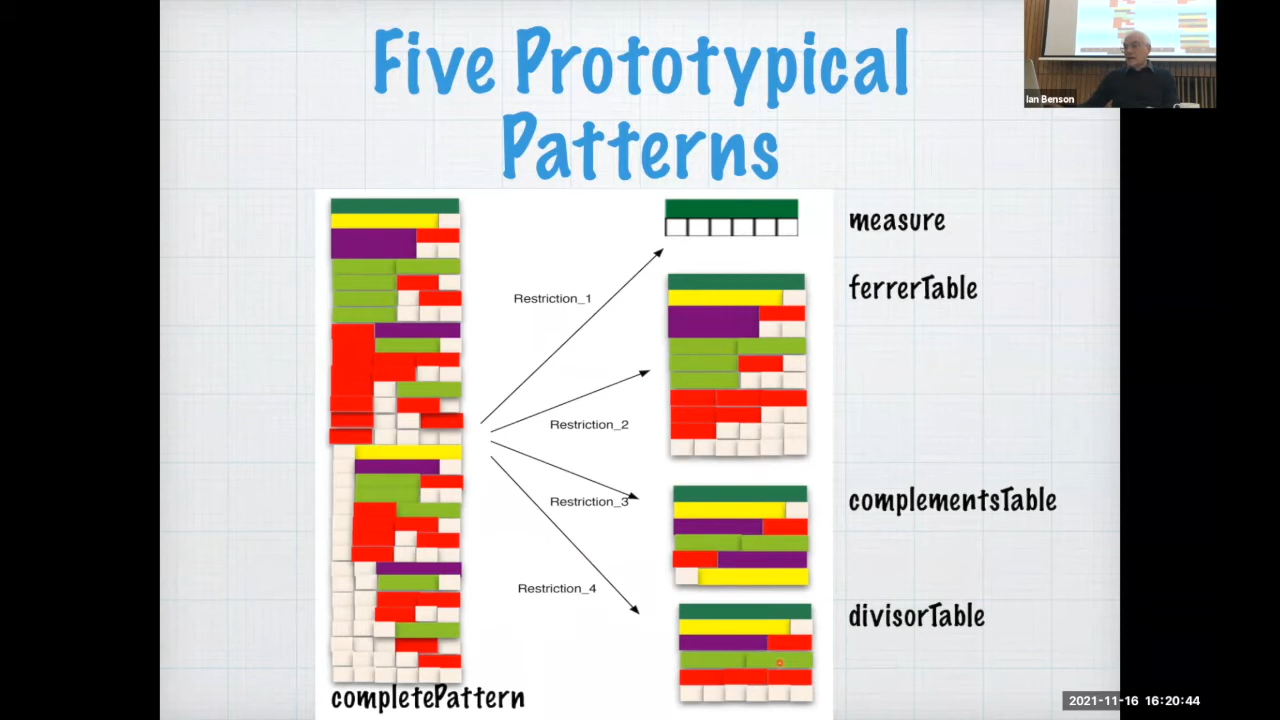 Five Prototypical
Patterns
Ian Benson
measure
ferrerTable
Restriction_1
Restriction_2
Restriction_3
complementsTable
Restriction_4
divisorTable
completePattern
2021-11-16 16:20:44